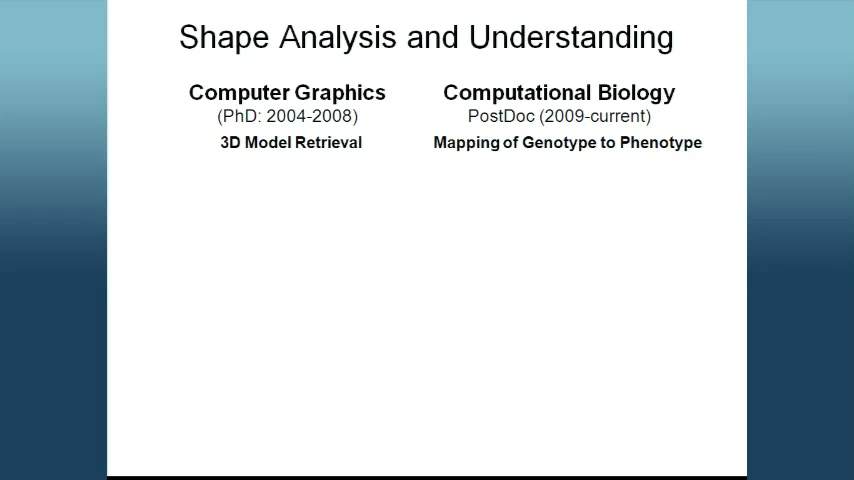 Shape Analysis and Understanding
Computer Graphics
(PhD: 2004-2008)
3D Model Retrieval
Computational Biology
PostDoc (2009-current)
Mapping of Genotype to Phenotype